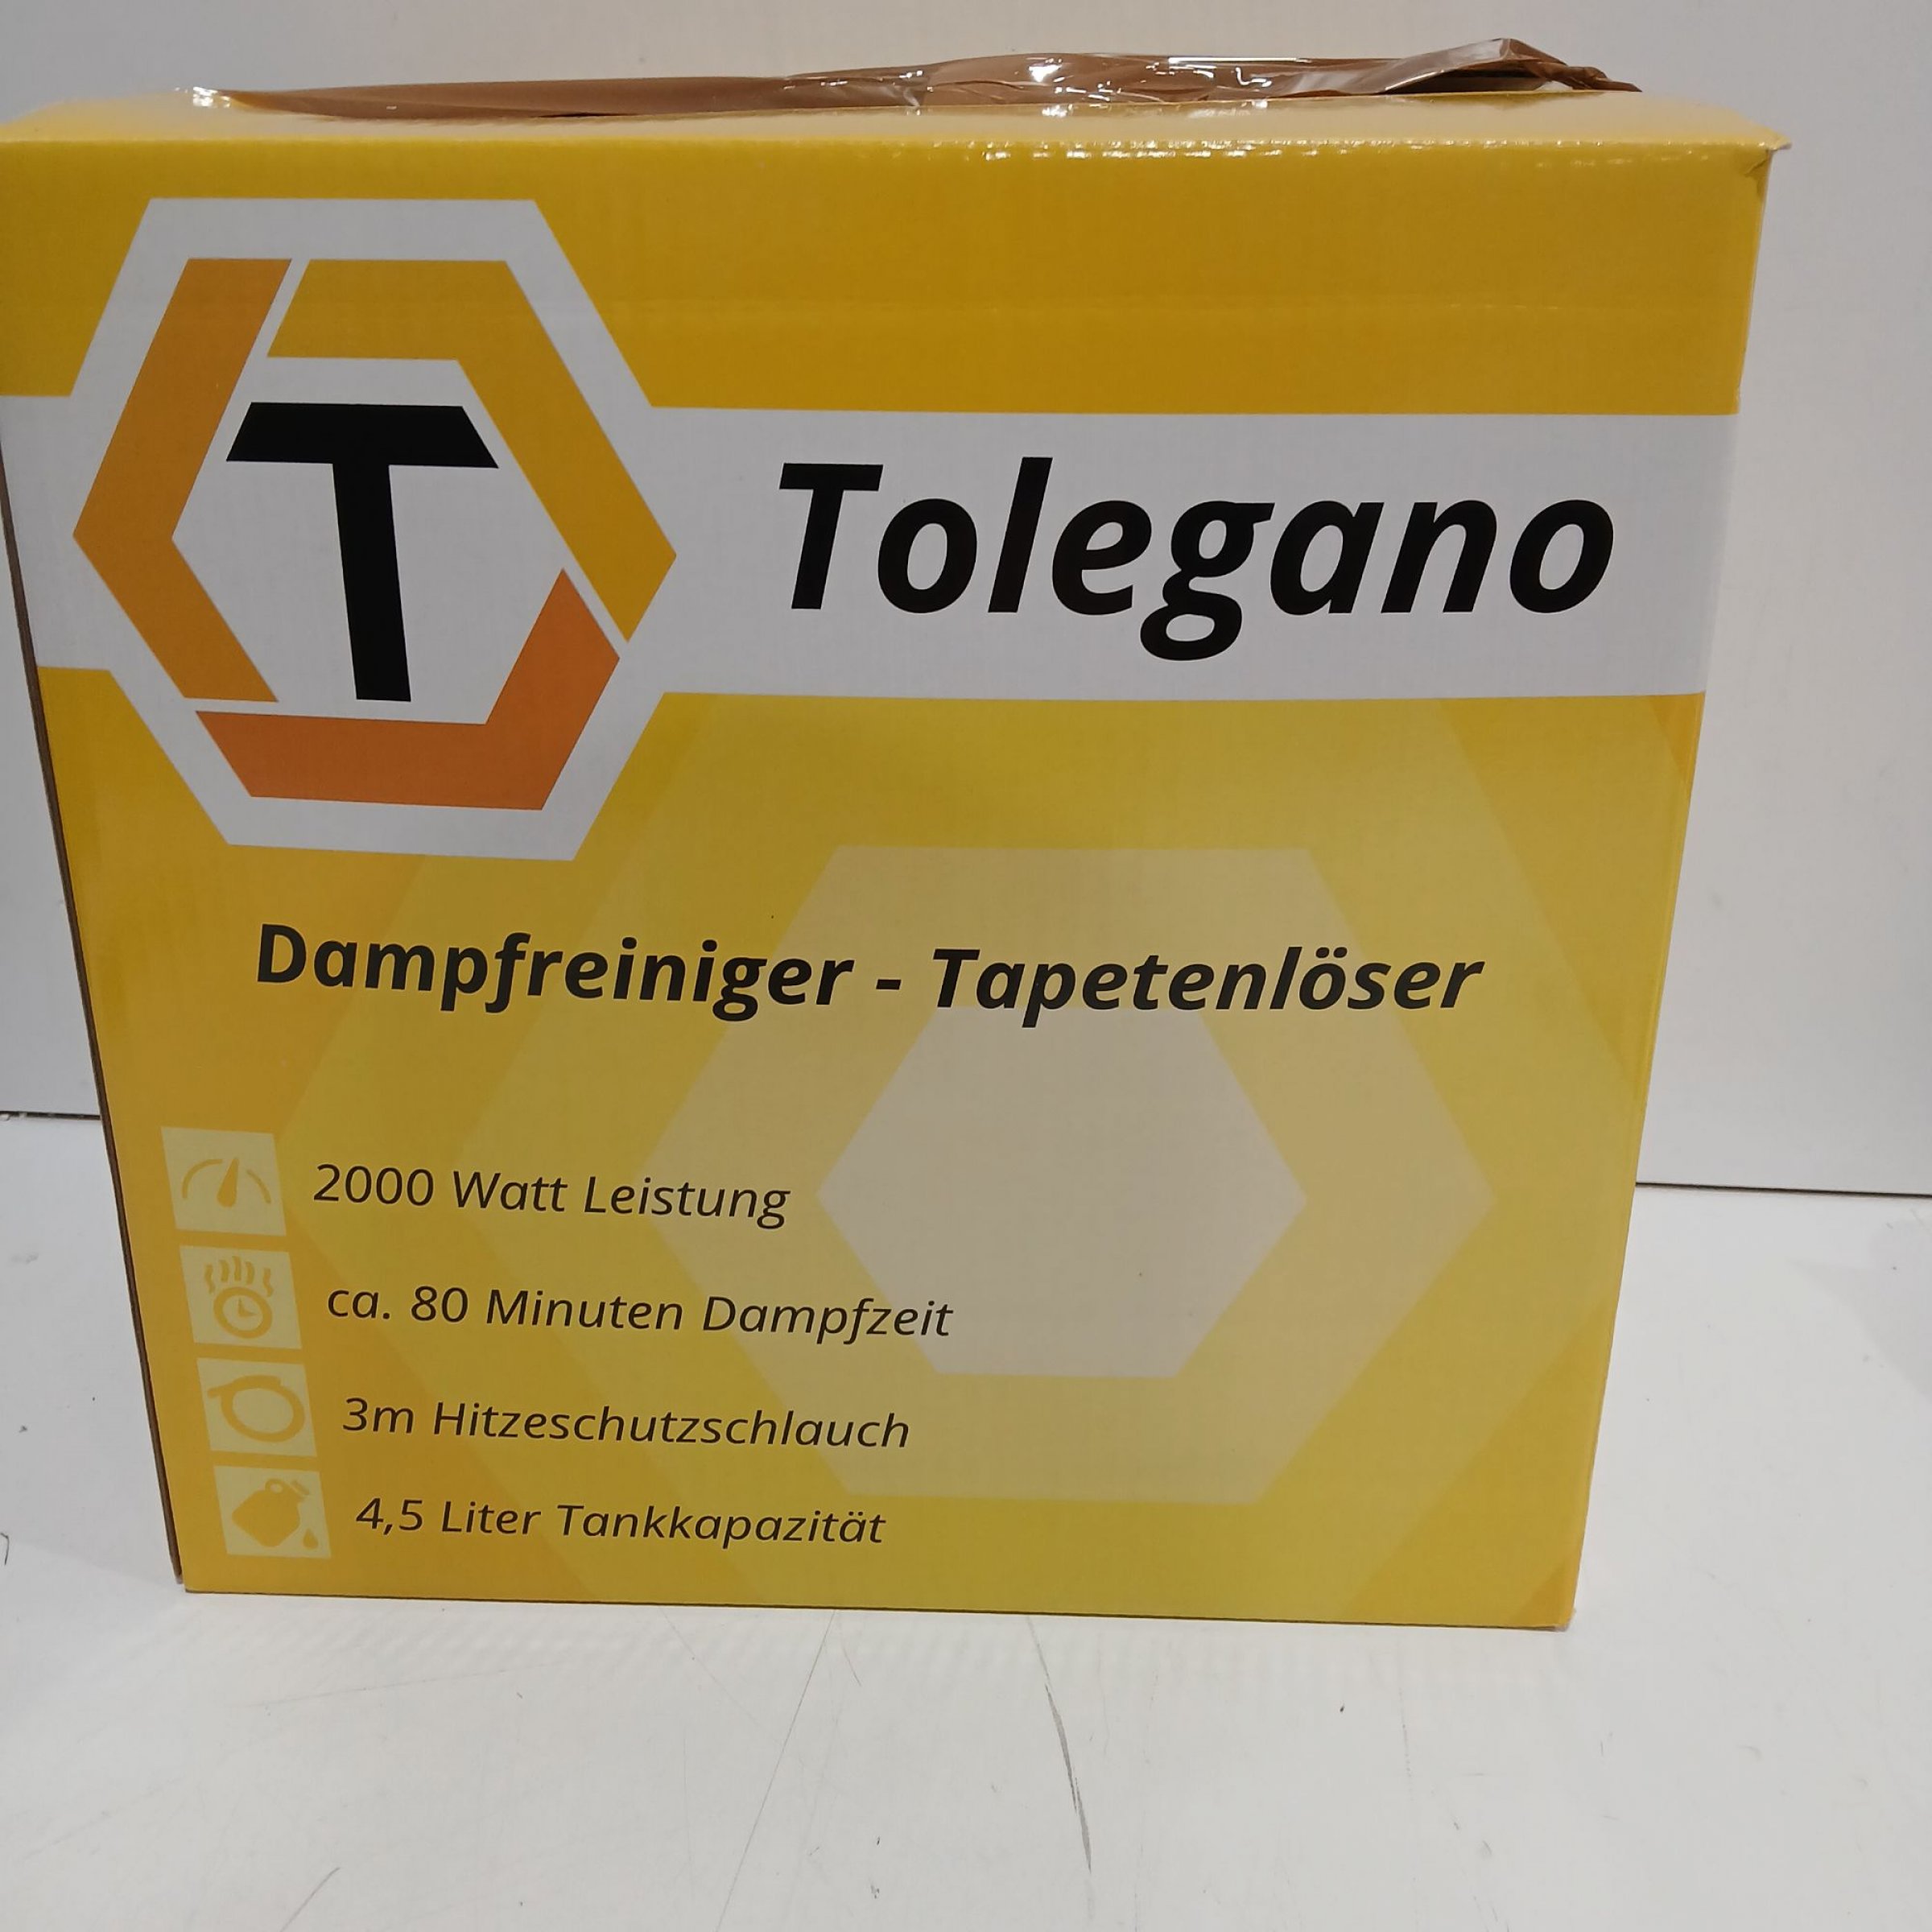 T
Tolegano
Dampfreiniger - Tapetenlöser
2000 Watt Leistung
ca. 80 Minuten Dampfzeit
3m Hitzeschutzschlauch
4,5 Liter Tankkapazität